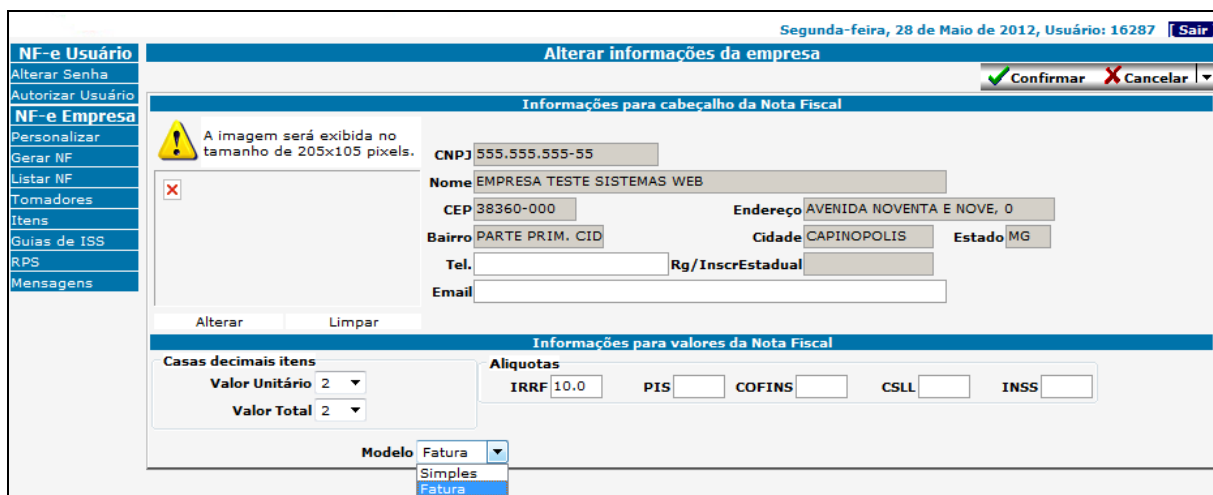 Segunda-feira, 28 de Maio de 2012, Usuário: 16287 [ Sair
NF-e Usuário
Alterar Senha
Autorizar Usuário
NF-e Empresa
Personalizar
Gerar NF
Listar NF
Tomadores
Itens
Guias de ISS
RPS
Mensagens
Alterar informações da empresa
Confirmar Cancelar
Informações para cabeçalho da Nota Fiscal
A imagem será exibida no
tamanho de 205x105 pixels.
Alterar Limpar
CNPJ 555.555.555-55
Nome EMPRESA TESTE SISTEMAS WEB
CEP 38360-000 Endereço AVENIDA NOVENTA E NOVE, 0
Bairro PARTE PRIM. CID Cidade CAPINOPOLIS Estado MG
Tel. Rg/InscrEstadual
Email
Informações para valores da Nota Fiscal
Casas decimais itens
Valor Unitário 2
Valor Total 2
Aliquotas
IRRF 10.0 PIS COFINS CSLL INSS
Modelo Fatura
Simples
Fatura